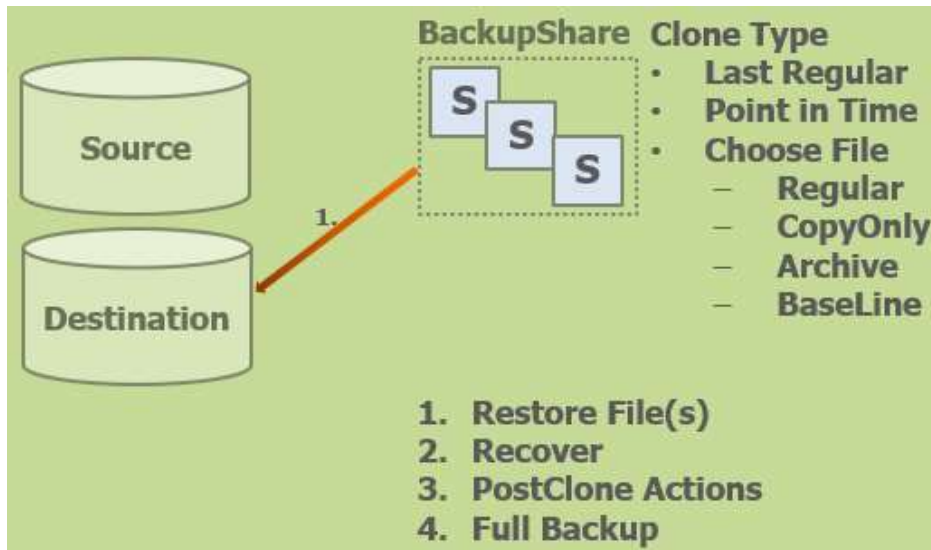 BackupShare
S
S
S
Source
1.
Destination
Clone Type
• Last Regular
• Point in Time
• Choose File
– Regular
– CopyOnly
– Archive
– BaseLine
1. Restore File(s)
2. Recover
3. PostClone Actions
4. Full Backup